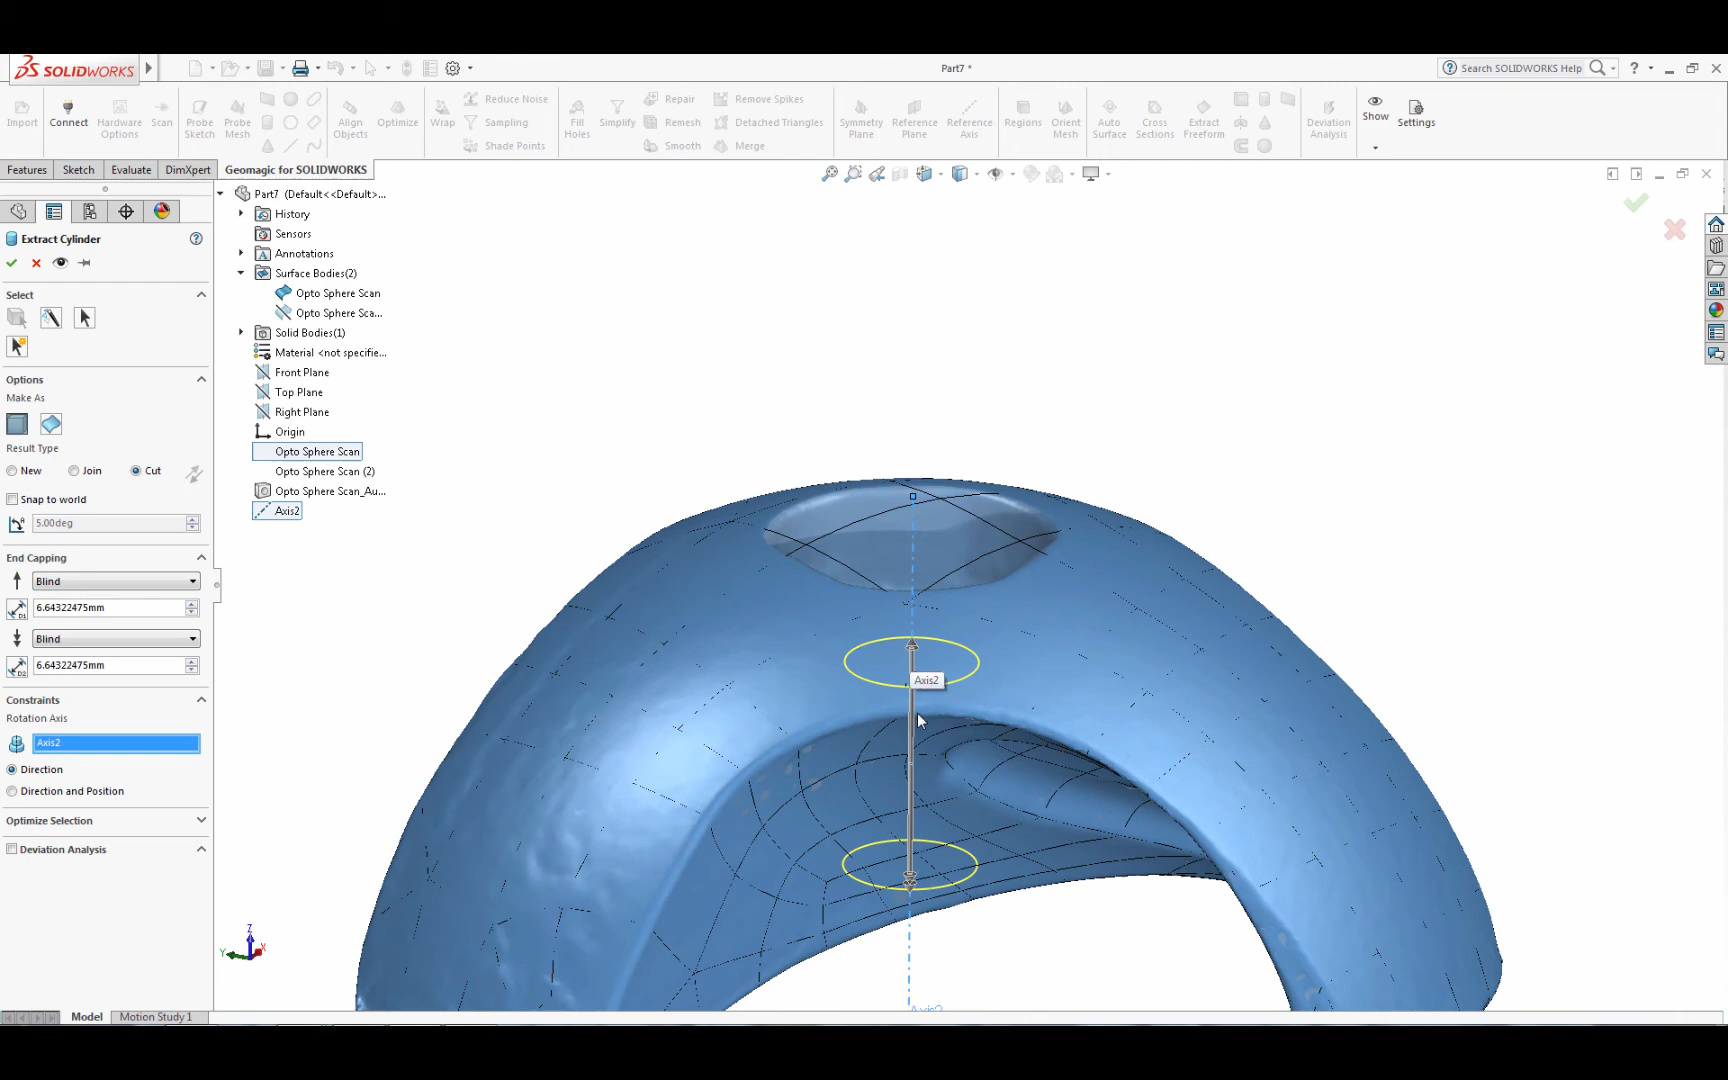 SOLIDWORKS
Part7 *
Search SOLIDWORKS Help
Import
Connect
Hardware Options
Scan
Probe Sketch
Probe Mesh
Align Objects
Optimize
Wrap
Reduce Noise
Sampling
Shade Points
Fill Holes
Simplify
Repair
Remesh
Smooth
Remove Spikes
Detached Triangles
Merge
Symmetry Plane
Reference Plane
Reference Axis
Regions
Orient Mesh
Auto Surface
Cross Sections
Extract Freeform
Deviation Analysis
Show
Settings
Features
Sketch
Evaluate
DimXpert
Geomagic for SOLIDWORKS
Extract Cylinder
Select
Options
Make As
Result Type
New
Join
Cut
Snap to world
5.00deg
End Capping
Blind
D1
6.64322475mm
Blind
D2
6.64322475mm
Constraints
Rotation Axis
Axis2
Direction
Direction and Position
Optimize Selection
Deviation Analysis
Part7 (Default<<Default>...
History
Sensors
Annotations
Surface Bodies(2)
Opto Sphere Scan
Opto Sphere Sca...
Solid Bodies(1)
Material <not specifie...
Front Plane
Top Plane
Right Plane
Origin
Opto Sphere Scan
Opto Sphere Scan (2)
Opto Sphere Scan_Au...
Axis2
Axis2
Z
Y
X
Model
Motion Study 1